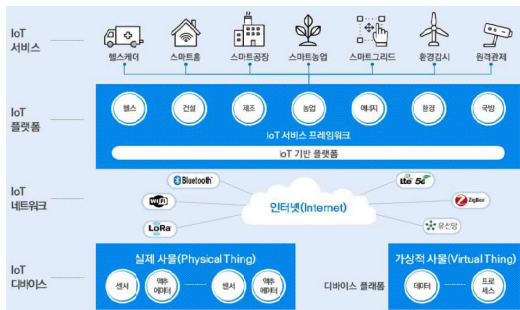 IoT
서비스
헬스케더
스마트홈
스마트공장
스마트농업
스마트그리드
환경감시
원격관제
IoT
플랫폼
헬스
건설
제조
농업
에너지
환경
국방
IoT 서비스 프레임워크
IoT 기반 플랫폼
IoT
네트워크
Bluetooth
WiFi
LoRa
인터넷(Internet)
Lte 5G
ZigBee
유선망
IoT
디바이스
실제 사물(Physical Thing)
센서
액추
에이터
센서
액추
에이터
디바이스 플래폼
가상적 사물(Virtual Thing)
데이터
프로
세스